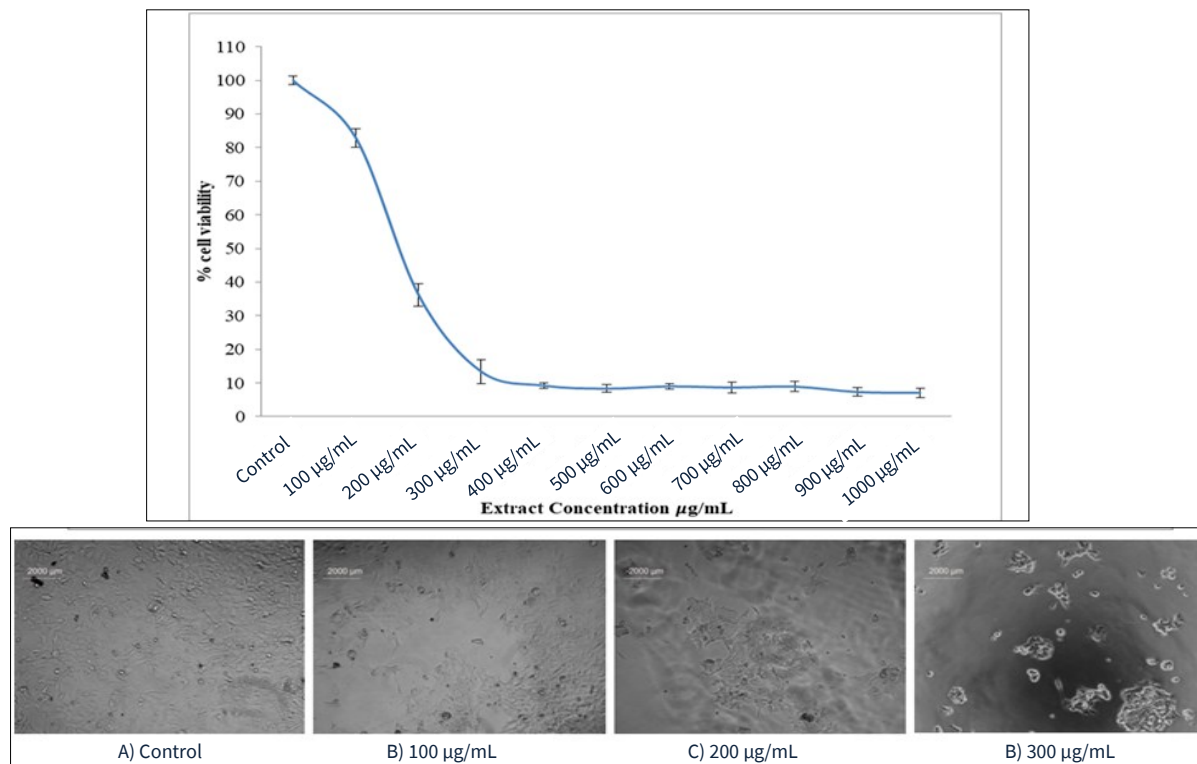 110
100
90
80
70
60
50
40
30
20
10
0
% cell viability
Control
100 µg/mL
200 µg/mL
300 µg/mL
400 µg/mL
500 µg/mL
600 µg/mL
700 µg/mL
800 µg/mL
900 µg/mL
1000 µg/mL
Extract Concentration µg/mL
2000 µm
2000 µm
2000 µm
2000 µm
A) Control
B) 100 µg/mL
C) 200 µg/mL
B) 300 µg/mL